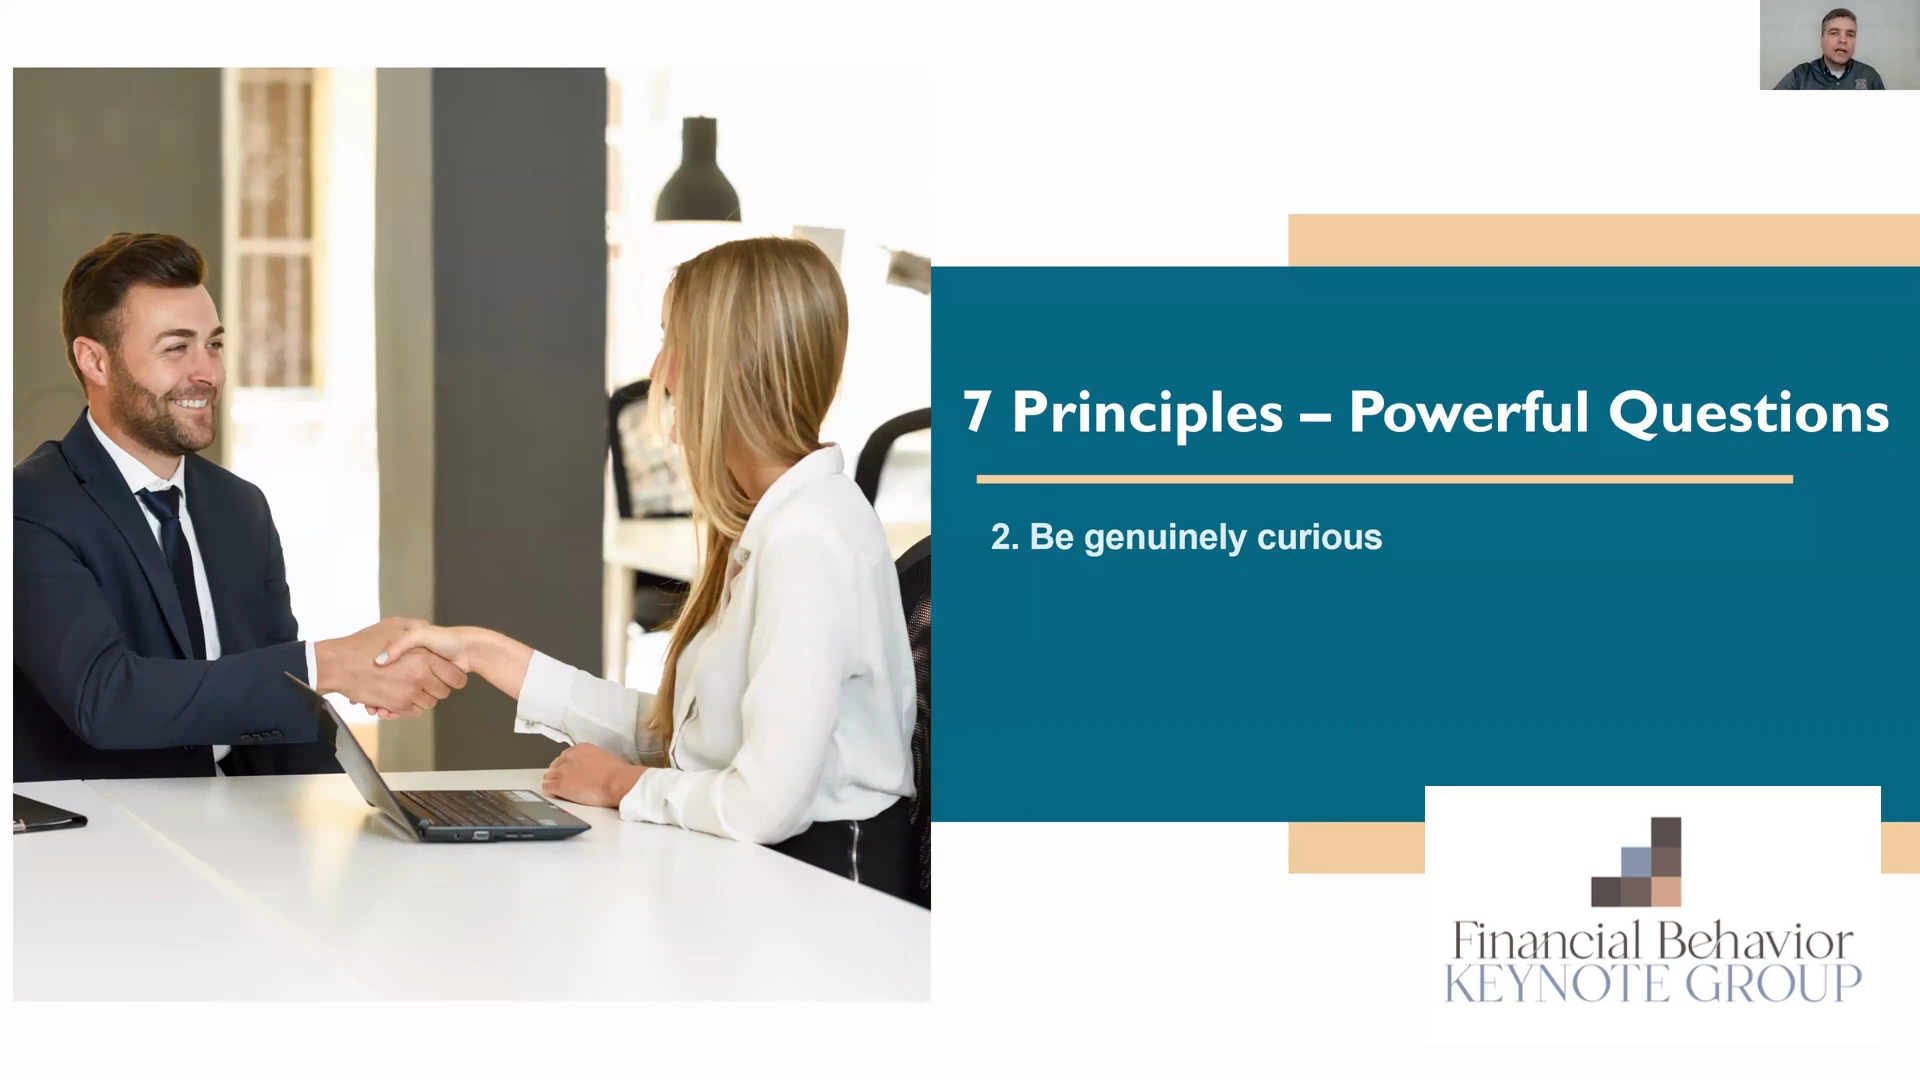 7 Principles – Powerful Questions
2. Be genuinely curious
Financial Behavior
KEYNOTE GROUP